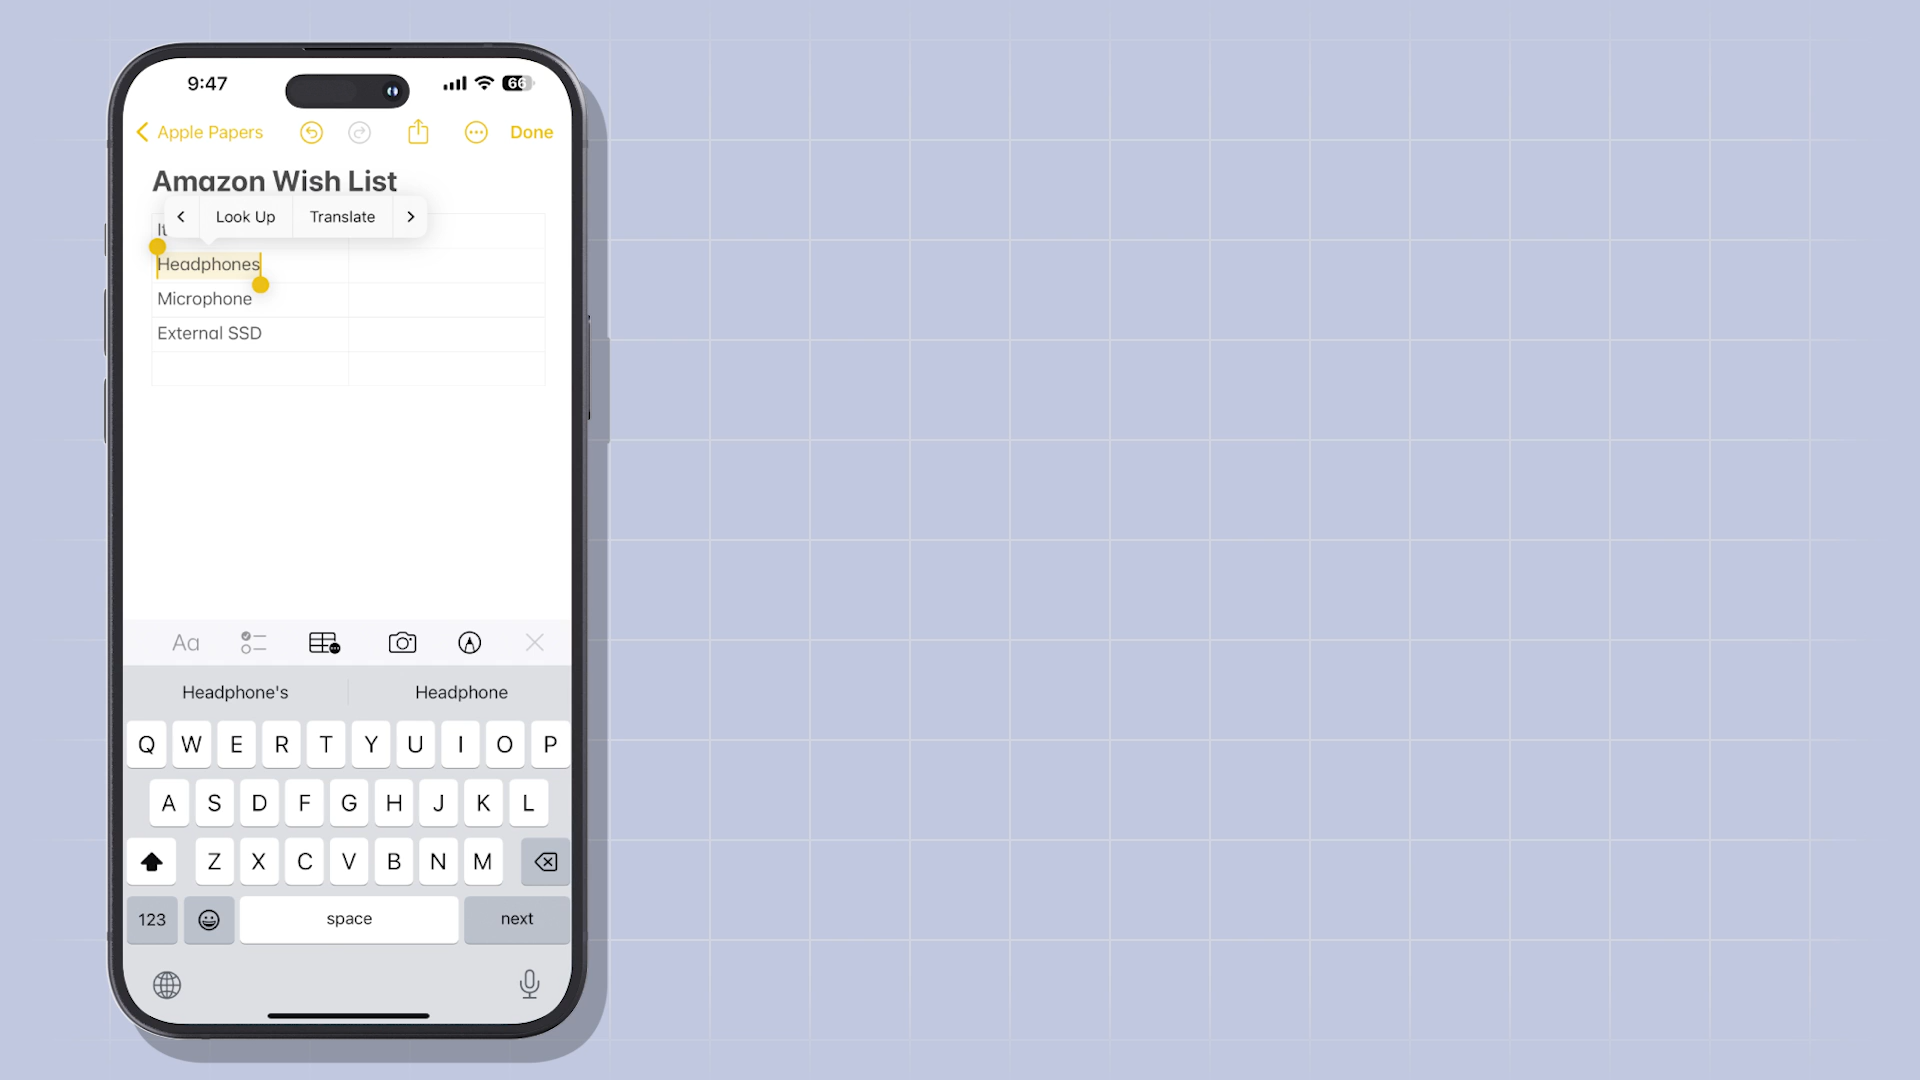 9:47
66
Apple Papers
Done
Amazon Wish List
Look Up
Translate
It
Headphones
Microphone
External SSD
Aa
Headphone's
Headphone
Q W E R T Y U I O P
A S D F G H J K L
Z X C V B N M
123
space
next